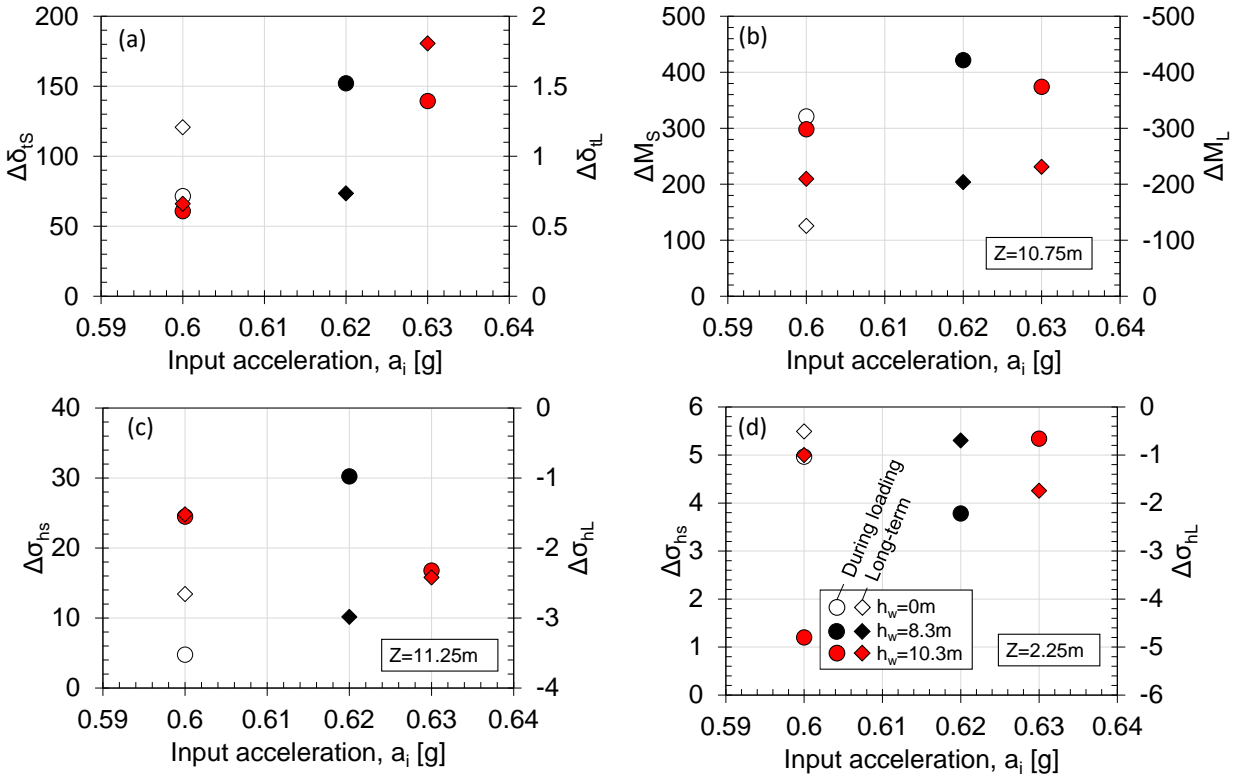 (a)
200
150
100
50
0
ΔδtS
2
1.5
1
0.5
0
ΔδtL
0.59 0.6 0.61 0.62 0.63 0.64
Input acceleration, ai [g]
(b)
500
400
300
200
100
0
ΔMS
-500
-400
-300
-200
-100
0
ΔML
Z=10.75m
0.59 0.6 0.61 0.62 0.63 0.64
Input acceleration, ai [g]
(c)
40
30
20
10
0
Δσhs
0
-1
-2
-3
-4
ΔσhL
Z=11.25m
0.59 0.6 0.61 0.62 0.63 0.64
Input acceleration, ai [g]
(d)
6
5
4
3
2
1
0
Δσhs
0
-1
-2
-3
-4
-5
-6
ΔσhL
During loading
Long-term
hw=0m
hw=8.3m
hw=10.3m
Z=2.25m
0.59 0.6 0.61 0.62 0.63 0.64
Input acceleration, ai [g]